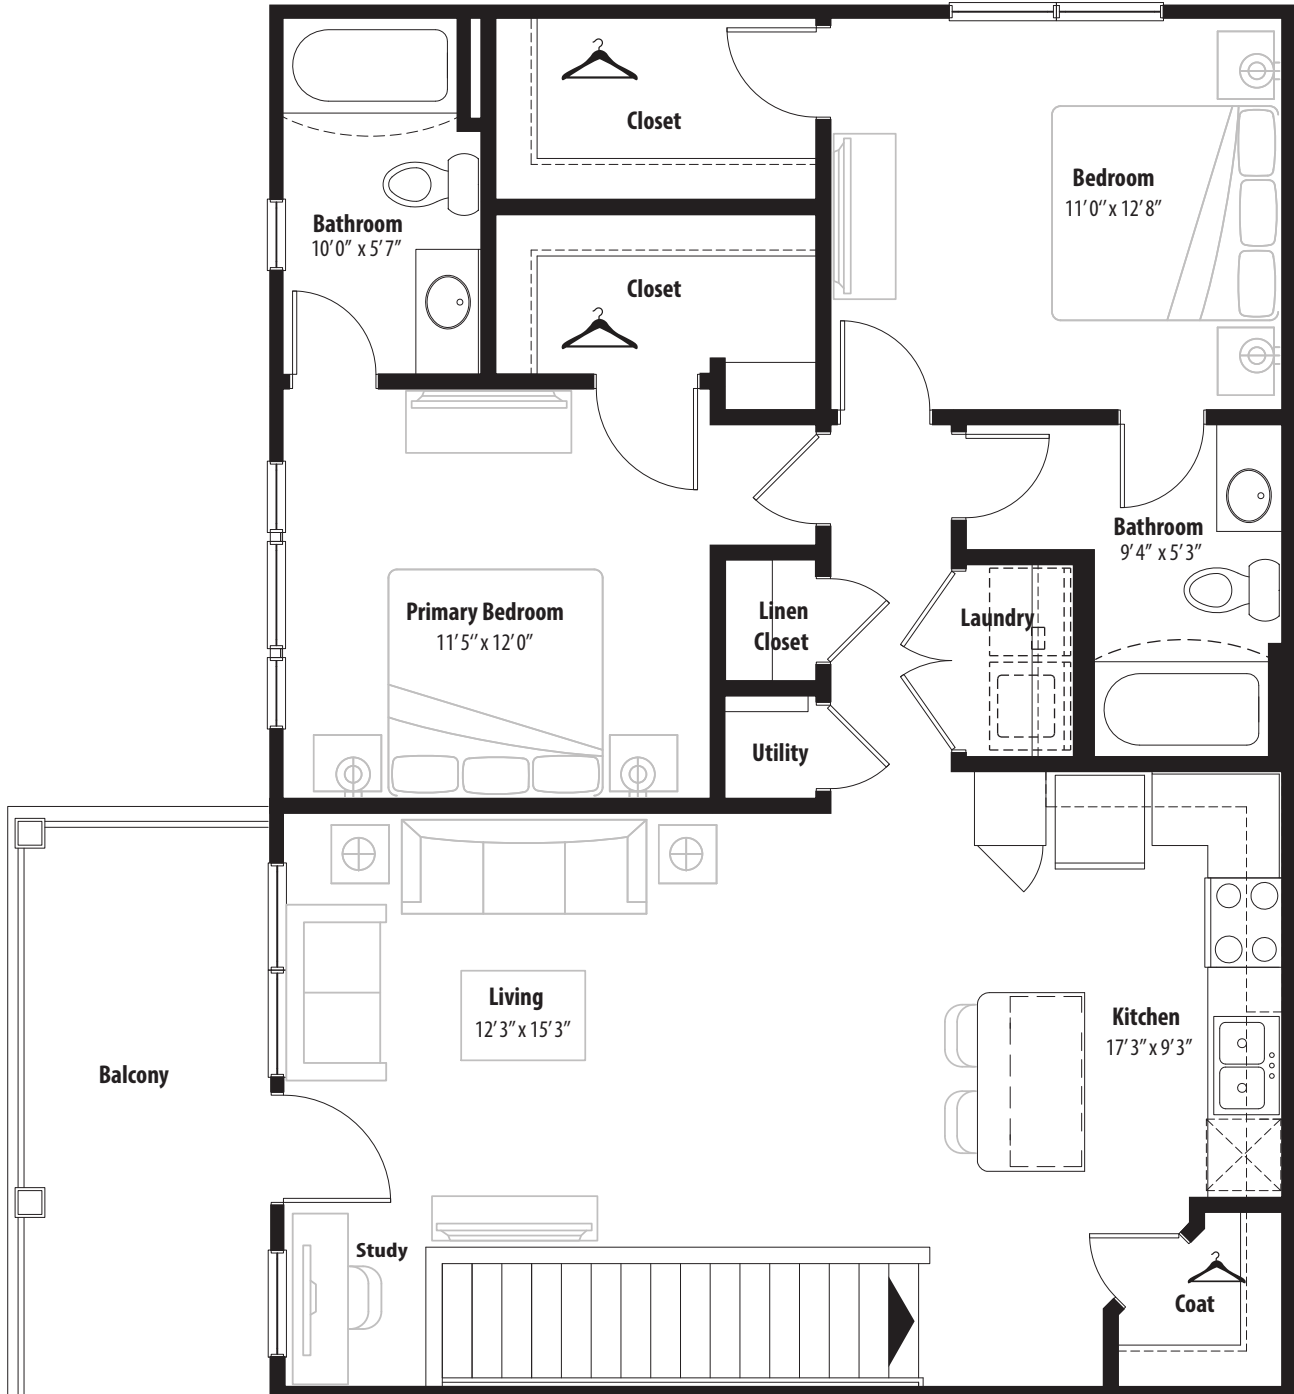 Closet
Bedroom
11'0" x 12'8"
Bathroom
10'0" x 5'7"
Closet
Bathroom
9'4" x 5'3"
Primary Bedroom
11'5" x 12'0"
Linen
Closet
Laundry
Utility
Living
12'3" x 15'3"
Kitchen
17'3" x 9'3"
Balcony
Study
Coat